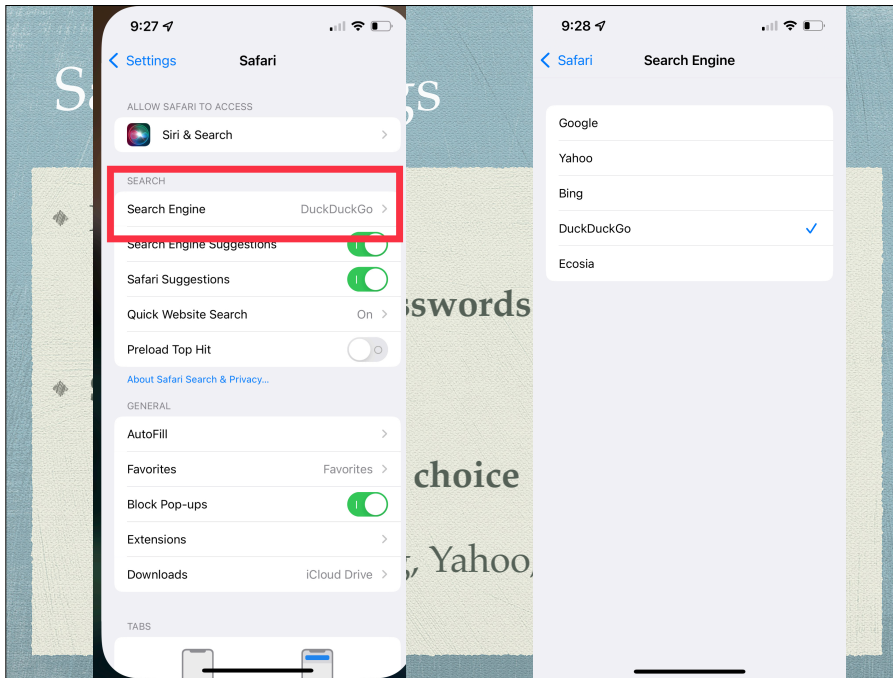 9:27
Settings
Safari
ALLOW SAFARI TO ACCESS
Siri & Search
SEARCH
Search Engine DuckDuckGo
Search Engine Suggestions
Safari Suggestions
Quick Website Search On
Preload Top Hit
About Safari Search & Privacy...
GENERAL
AutoFill
Favorites Favorites
Block Pop-ups
Extensions
Downloads iCloud Drive
TABS
choice
, Yahoo,
9:28
Safari
Search Engine
Google
Yahoo
Bing
DuckDuckGo
Ecosia